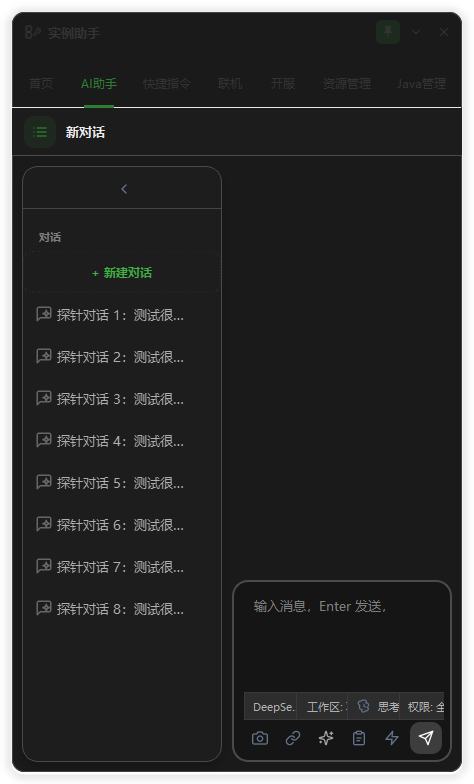 实例助手
首页 AI助手 快捷指令 联机 开服 资源管理 Java管理
新对话
对话
+ 新建对话
探针对话 1：测试很...
探针对话 2：测试很...
探针对话 3：测试很...
探针对话 4：测试很...
探针对话 5：测试很...
探针对话 6：测试很...
探针对话 7：测试很...
探针对话 8：测试很...
输入消息，Enter 发送，
DeepSe.. 工作区: 思考 权限: 全